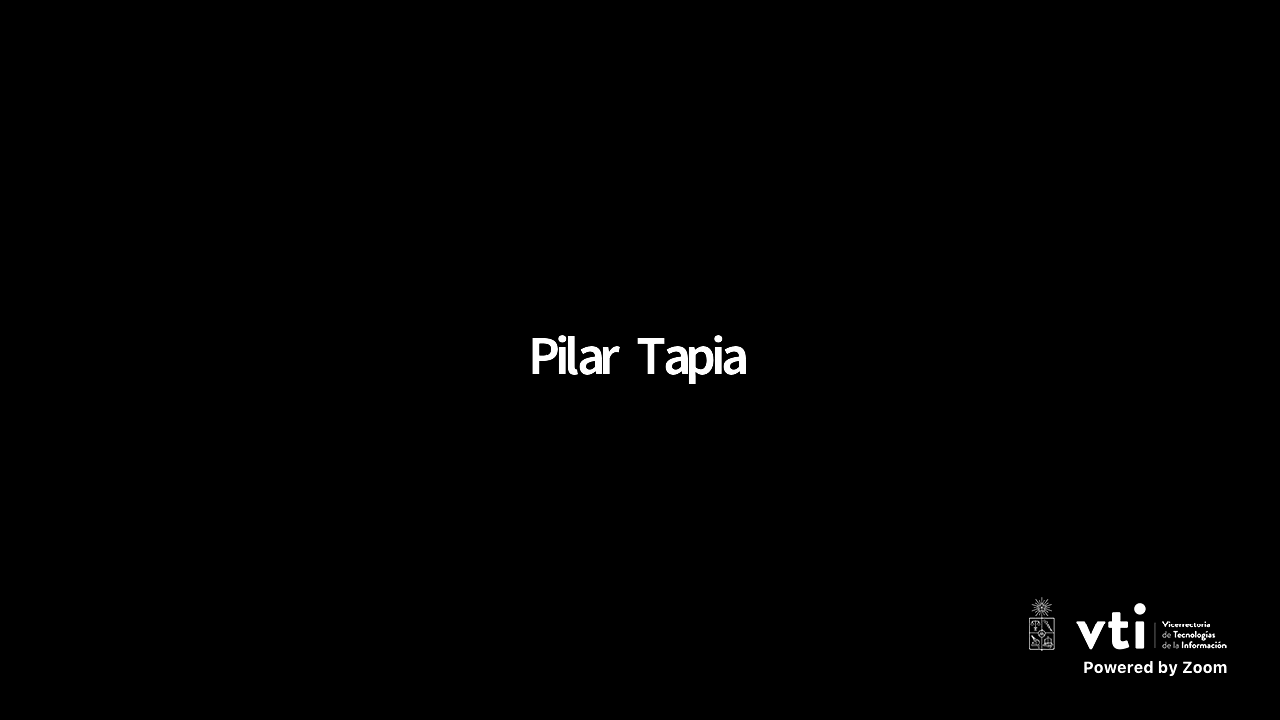 Pilar Tapia
vti
Vicerrectoría
de Tecnologías
de la Información
Powered by Zoom